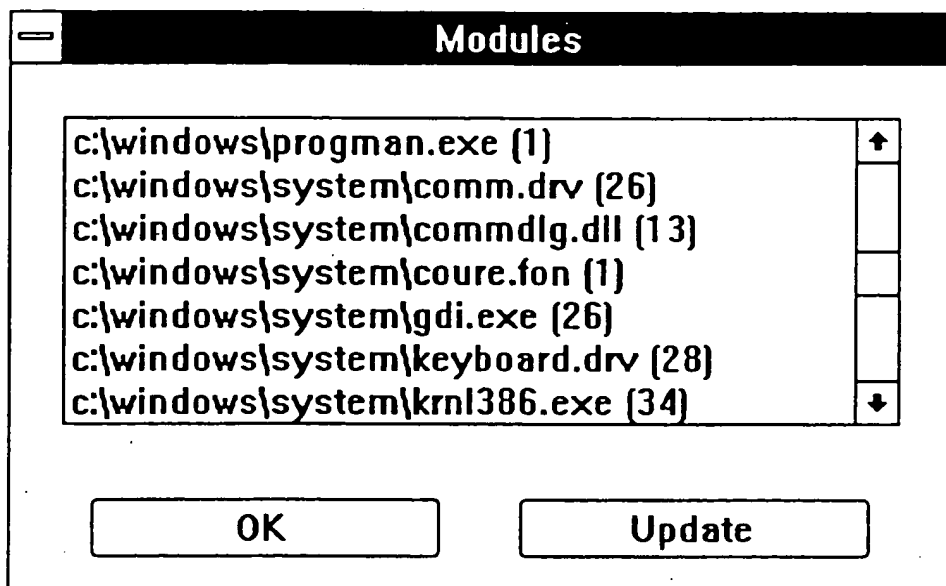 Modules
c:\windows\progman.exe (1)
c:\windows\system\comm.drv (26)
c:\windows\system\commdlg.dll (13)
c:\windows\system\coure.fon (1)
c:\windows\system\gdi.exe (26)
c:\windows\system\keyboard.drv (28)
c:\windows\system\krnl386.exe (34)
OK
Update